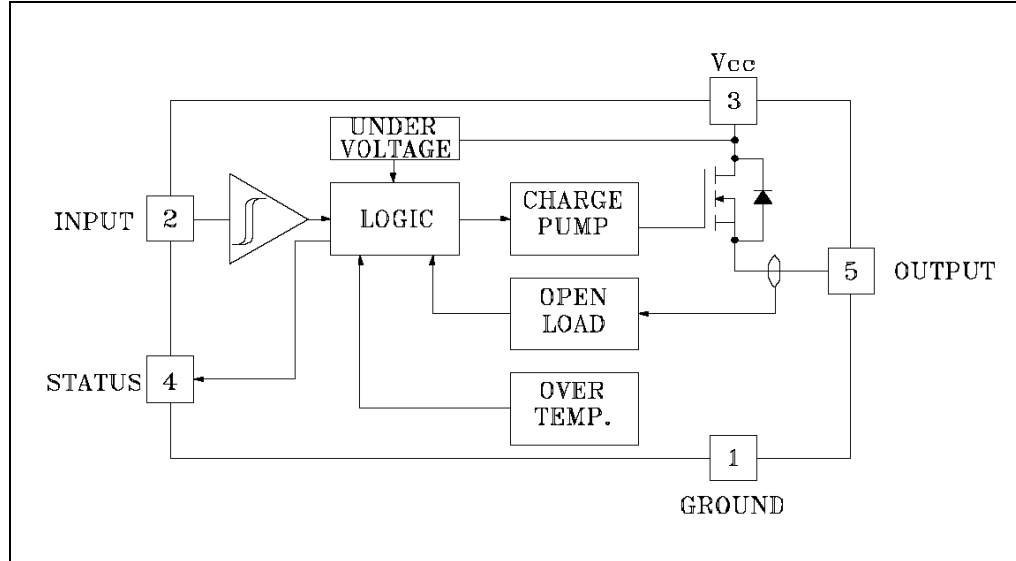 Vcc
3
UNDER
VOLTAGE
INPUT
2
LOGIC
CHARGE
PUMP
5
OUTPUT
OPEN
LOAD
STATUS
4
OVER
TEMP.
1
GROUND